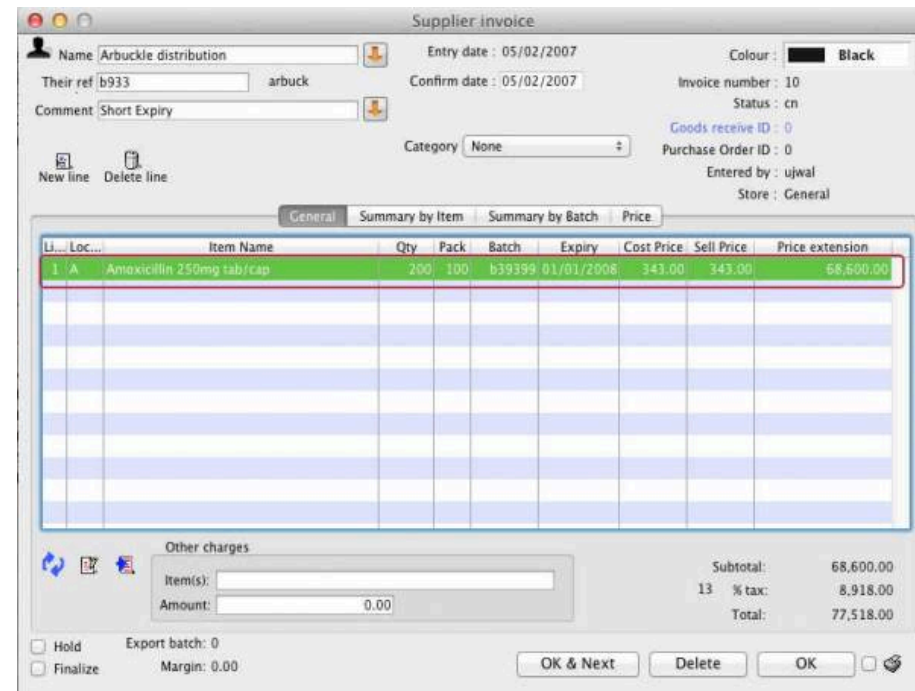 Supplier invoice
Name Arbuckle distribution
Entry date : 05/02/2007
Colour : Black
Their ref b933 arbuck
Confirm date : 05/02/2007
Invoice number : 10
Comment Short Expiry
Status : cn
Goods receive ID : 0
Category None
Purchase Order ID : 0
New line Delete line
Entered by : ujwal
Store : General
General Summary by Item Summary by Batch Price
Li... Loc... Item Name Qty Pack Batch Expiry Cost Price Sell Price Price extension
1 A Amoxicillin 250mg tab/cap 200 100 b39399 01/01/2008 343.00 343.00 68,600.00
Other charges
Item(s):
Amount: 0.00
Subtotal: 68,600.00
13 % tax: 8,918.00
Total: 77,518.00
Hold Export batch: 0
Finalize Margin: 0.00
OK & Next Delete OK